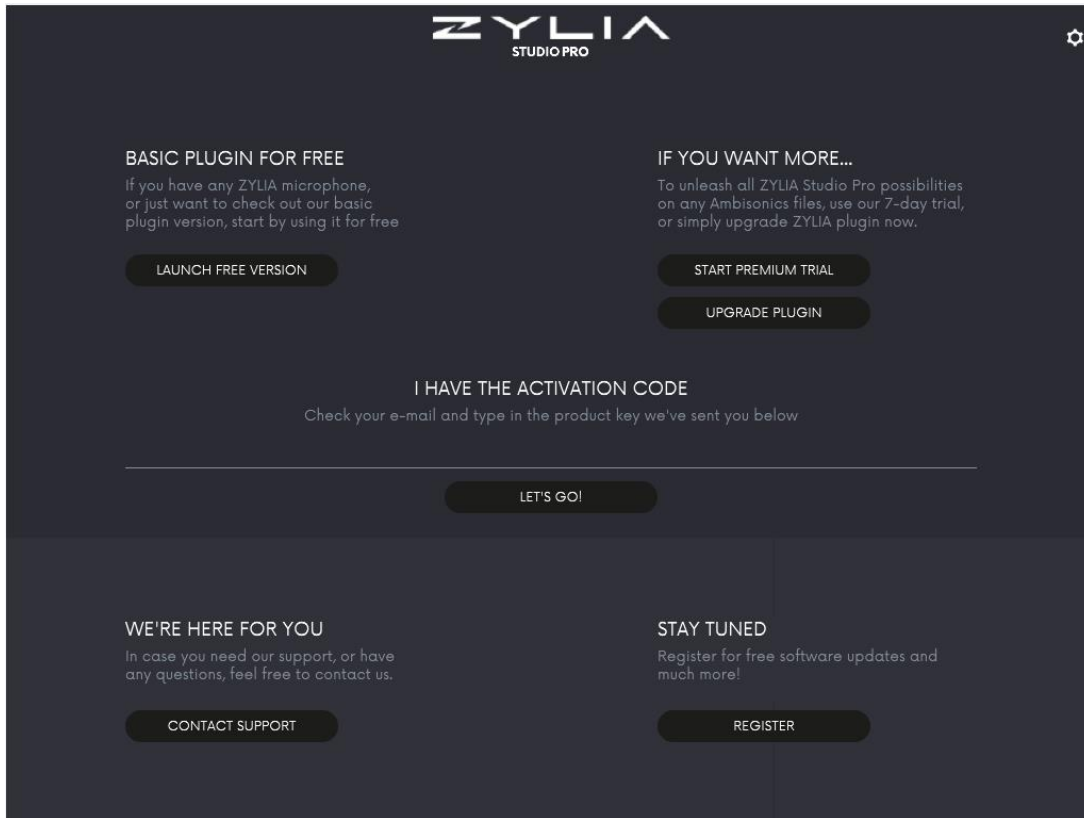 ZYLIA
STUDIO PRO
BASIC PLUGIN FOR FREE
If you have any ZYLIA microphone,
or just want to check out our basic
plugin version, start by using it for free
LAUNCH FREE VERSION
IF YOU WANT MORE...
To unleash all ZYLIA Studio Pro possibilities
on any Ambisonics files, use our 7-day trial,
or simply upgrade ZYLIA plugin now.
START PREMIUM TRIAL
UPGRADE PLUGIN
I HAVE THE ACTIVATION CODE
Check your e-mail and type in the product key we've sent you below
LET'S GO!
WE'RE HERE FOR YOU
In case you need our support, or have
any questions, feel free to contact us.
CONTACT SUPPORT
STAY TUNED
Register for free software updates and
much more!
REGISTER